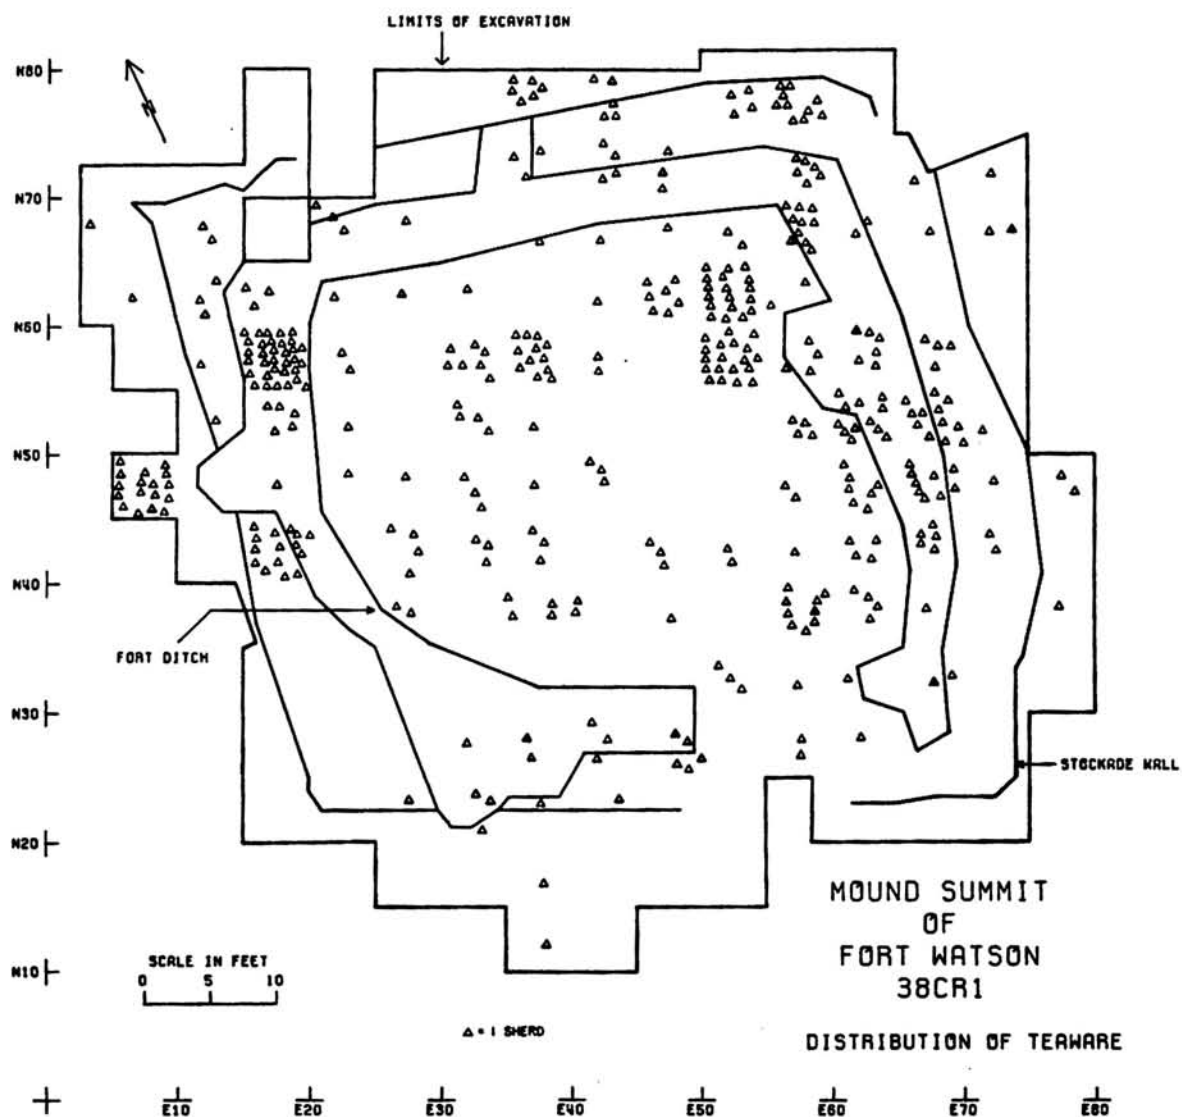 LIMITS OF EXCAVATION
N80
N
N70
N60
N50
N40
FORT DITCH
N30
STOCKADE WALL
N20
MOUND SUMMIT
OF
FORT WATSON
38CR1
SCALE IN FEET
0 5 10
N10
△ = 1 SHERD
DISTRIBUTION OF TEAWARE
E10 E20 E30 E40 E50 E60 E70 E80